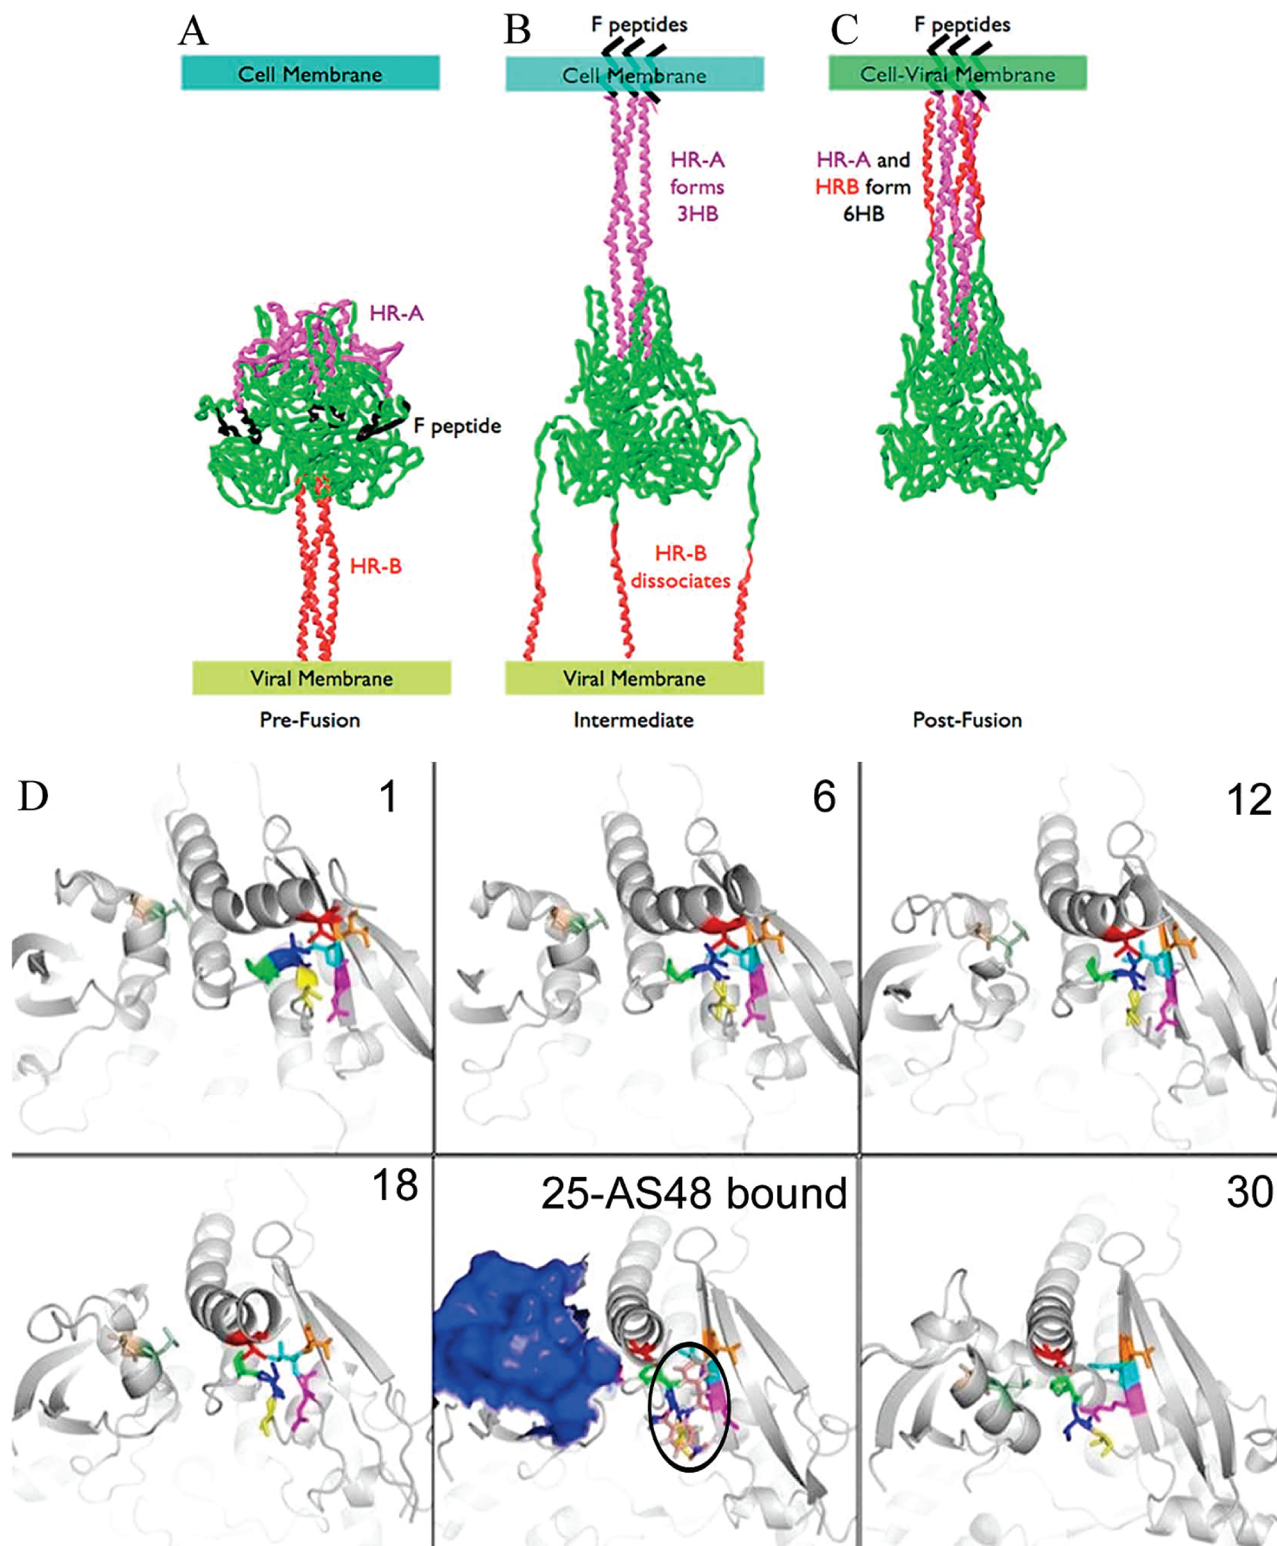 A
Cell Membrane
HR-A
F peptide
HR-B
Viral Membrane
Pre-Fusion
B
F peptides
Cell Membrane
HR-A
forms
3HB
HR-B
dissociates
Viral Membrane
Intermediate
C
F peptides
Cell-Viral Membrane
HR-A and
HRB form
6HB
Post-Fusion
D
1
6
12
18
25-AS48 bound
30